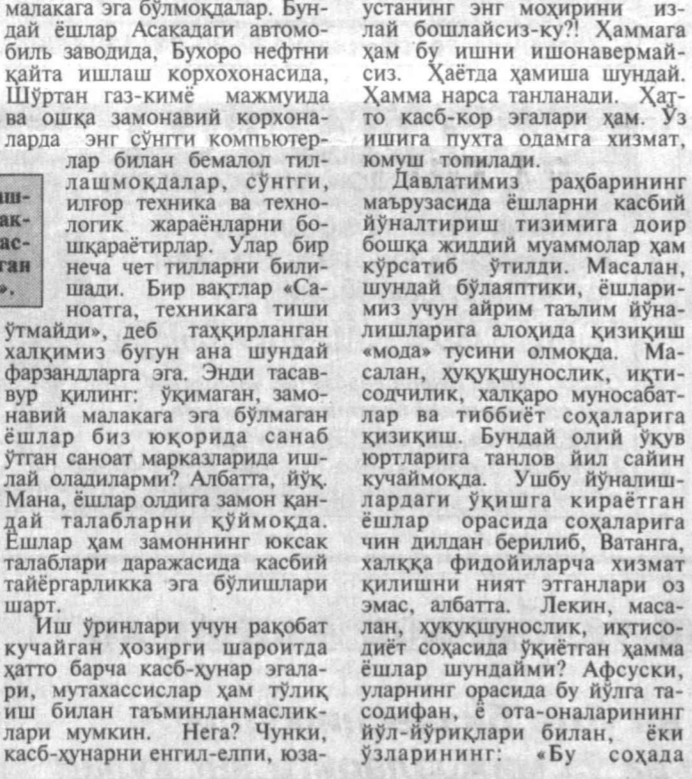 малакага эга бўлмоқдалар. Бун-
дай ёшлар Асакадаги автомо-
биль заводида, Бухоро нефтни
қайта ишлаш корхохонасида,
Шўртан газ-кимё мажмуида
ва ошқа замонавий корхона-
ларда энг сўнгги компьютер-
лар билан бемалол тил-
лашмоқдалар, сўнгги,
илғор техника ва техно-
логик жараёнларни бо-
шқараётирлар. Улар бир
неча чет тилларни били-
шади. Бир вақтлар «Са-
ноатга, техникага тиши
ўтмайди», деб таҳқирланган
халқимиз бугун ана шундай
фарзандларга эга. Энди тасав-
вур қилинг: ўқимаган, замо-
навий малакага эга бўлмаган
ёшлар биз юқорида санаб
ўтган саноат марказларида иш-
лай оладиларми? Албатта, йўқ.
Мана, ёшлар олдига замон қан-
дай талабларни қўймоқда.
Ёшлар ҳам замоннинг юксак
талаблари даражасида касбий
тайёргарликка эга бўлишлари
шарт.
Иш ўринлари учун рақобат
кучайган ҳозирги шароитда
ҳатто барча касб-ҳунар эгала-
ри, мутахассислар ҳам тўлиқ
иш билан таъминланмаслик-
лари мумкин. Нега? Чунки,
касб-ҳунарни енгил-елпи, юза-
аш-
ак-
ас-
ган
».
устанинг энг моҳирини из-
лай бошлайсиз-ку?! Ҳаммага
ҳам бу ишни ишонавермай-
сиз. Ҳаётда ҳамиша шундай.
Ҳамма нарса танланади. Ҳат-
то касб-кор эгалари ҳам. Ўз
ишига пухта одамга хизмат,
юмуш топилади.
Давлатимиз раҳбарининг
маърузасида ёшларни касбий
йўналтириш тизимига доир
бошқа жиддий муаммолар ҳам
кўрсатиб ўтилди. Масалан,
шундай бўлаяптики, ёшлари-
миз учун айрим таълим йўна-
лишларига алоҳида қизиқиш
«мода» тусини олмоқда. Ма-
салан, ҳуқуқшунослик, иқти-
содчилик, халқаро муносабат-
лар ва тиббиёт соҳаларига
қизиқиш. Бундай олий ўқув
юртларига танлов йил сайин
кучаймоқда. Ушбу йўналиш-
лардаги ўқишга кираётган
ёшлар орасида соҳаларига
чин дилдан берилиб, Ватанга,
халққа фидойиларча хизмат
қилишни ният этганлари оз
эмас, албатта. Лекин, маса-
лан, ҳуқуқшунослик, иқтисо-
диёт соҳасида ўқиётган ҳамма
ёшлар шундайми? Афсуски,
уларнинг орасида бу йўлга та-
содифан, ё ота-оналарининг
йўл-йўриқлари билан, ёки
ўзларининг: «Бу соҳада